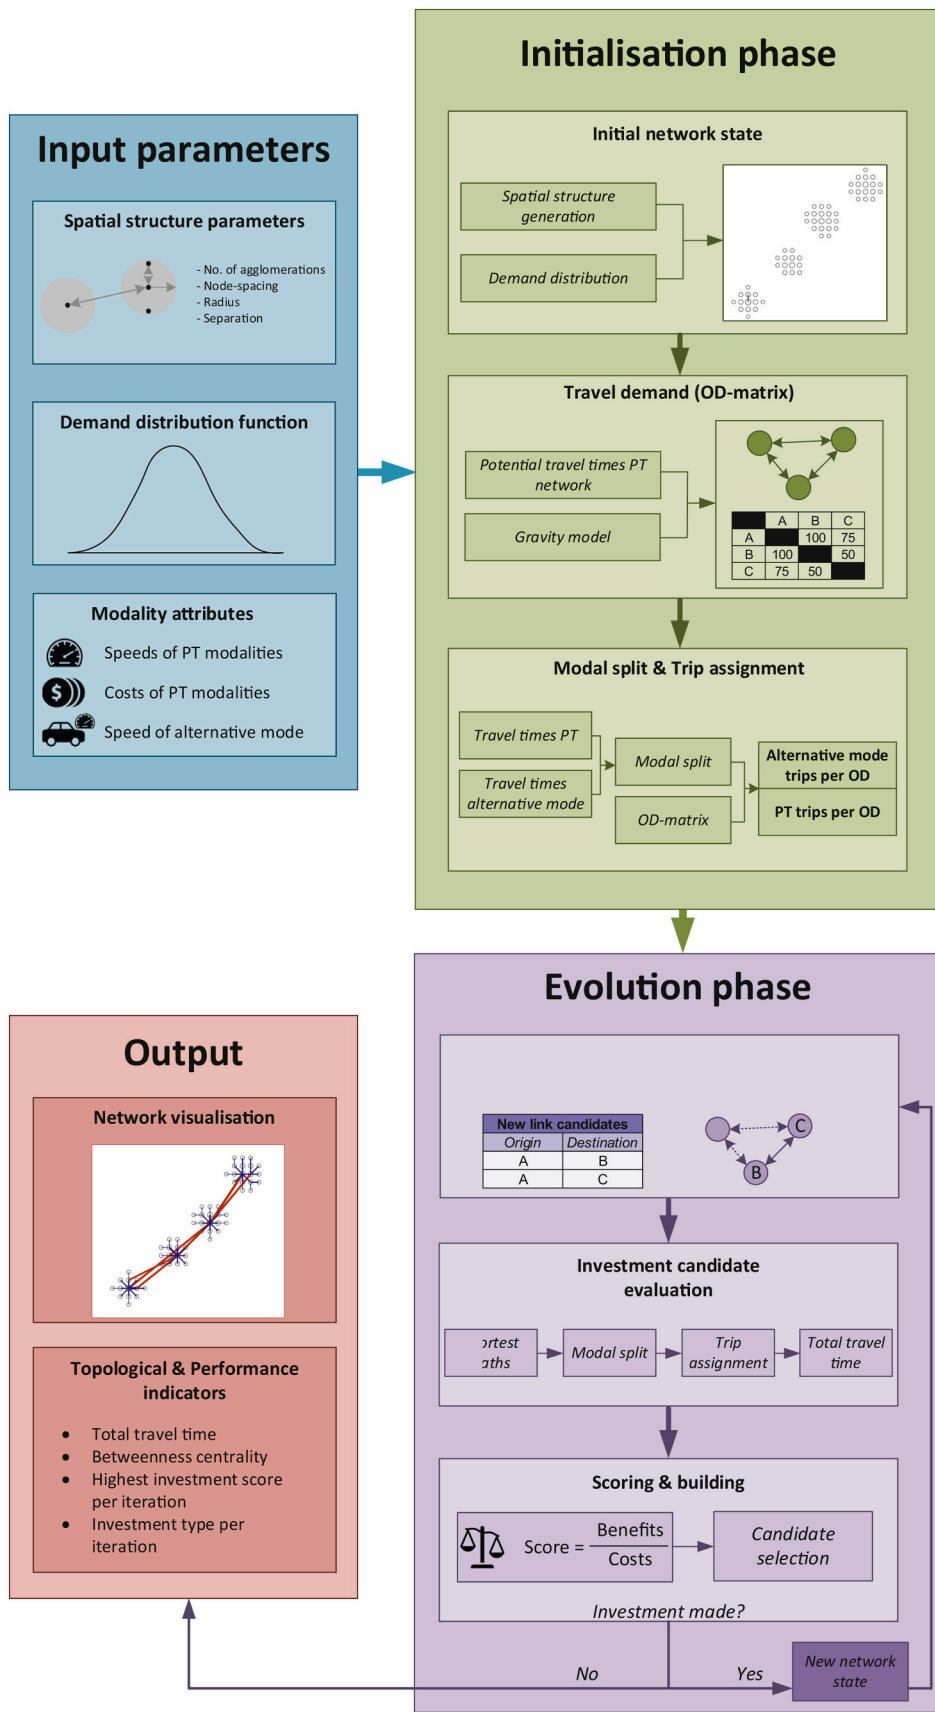 Input parameters
Spatial structure parameters
- No. of agglomerations
- Node-spacing
- Radius
- Separation
Demand distribution function
Modality attributes
Speeds of PT modalities
$
Costs of PT modalities
Speed of alternative mode
Initialisation phase
Initial network state
Spatial structure
generation
Demand distribution
Travel demand (OD-matrix)
Potential travel times PT
network
Gravity model
A B C
A 100 75
B 100 50
C 75 50
Modal split & Trip assignment
Travel times PT
Travel times
alternative mode
Modal split
OD-matrix
Alternative mode
trips per OD
PT trips per OD
Evolution phase
New link candidates
Origin Destination
A B
A C
C
B
Investment candidate
evaluation
Modal split
Trip
assignment
Total travel
time
Scoring & building
Score = Benefits
Costs
Candidate
selection
Investment made?
No
Yes
New network
state
Output
Network visualisation
Topological & Performance
indicators
• Total travel time
• Betweenness centrality
• Highest investment score
per iteration
• Investment type per
iteration